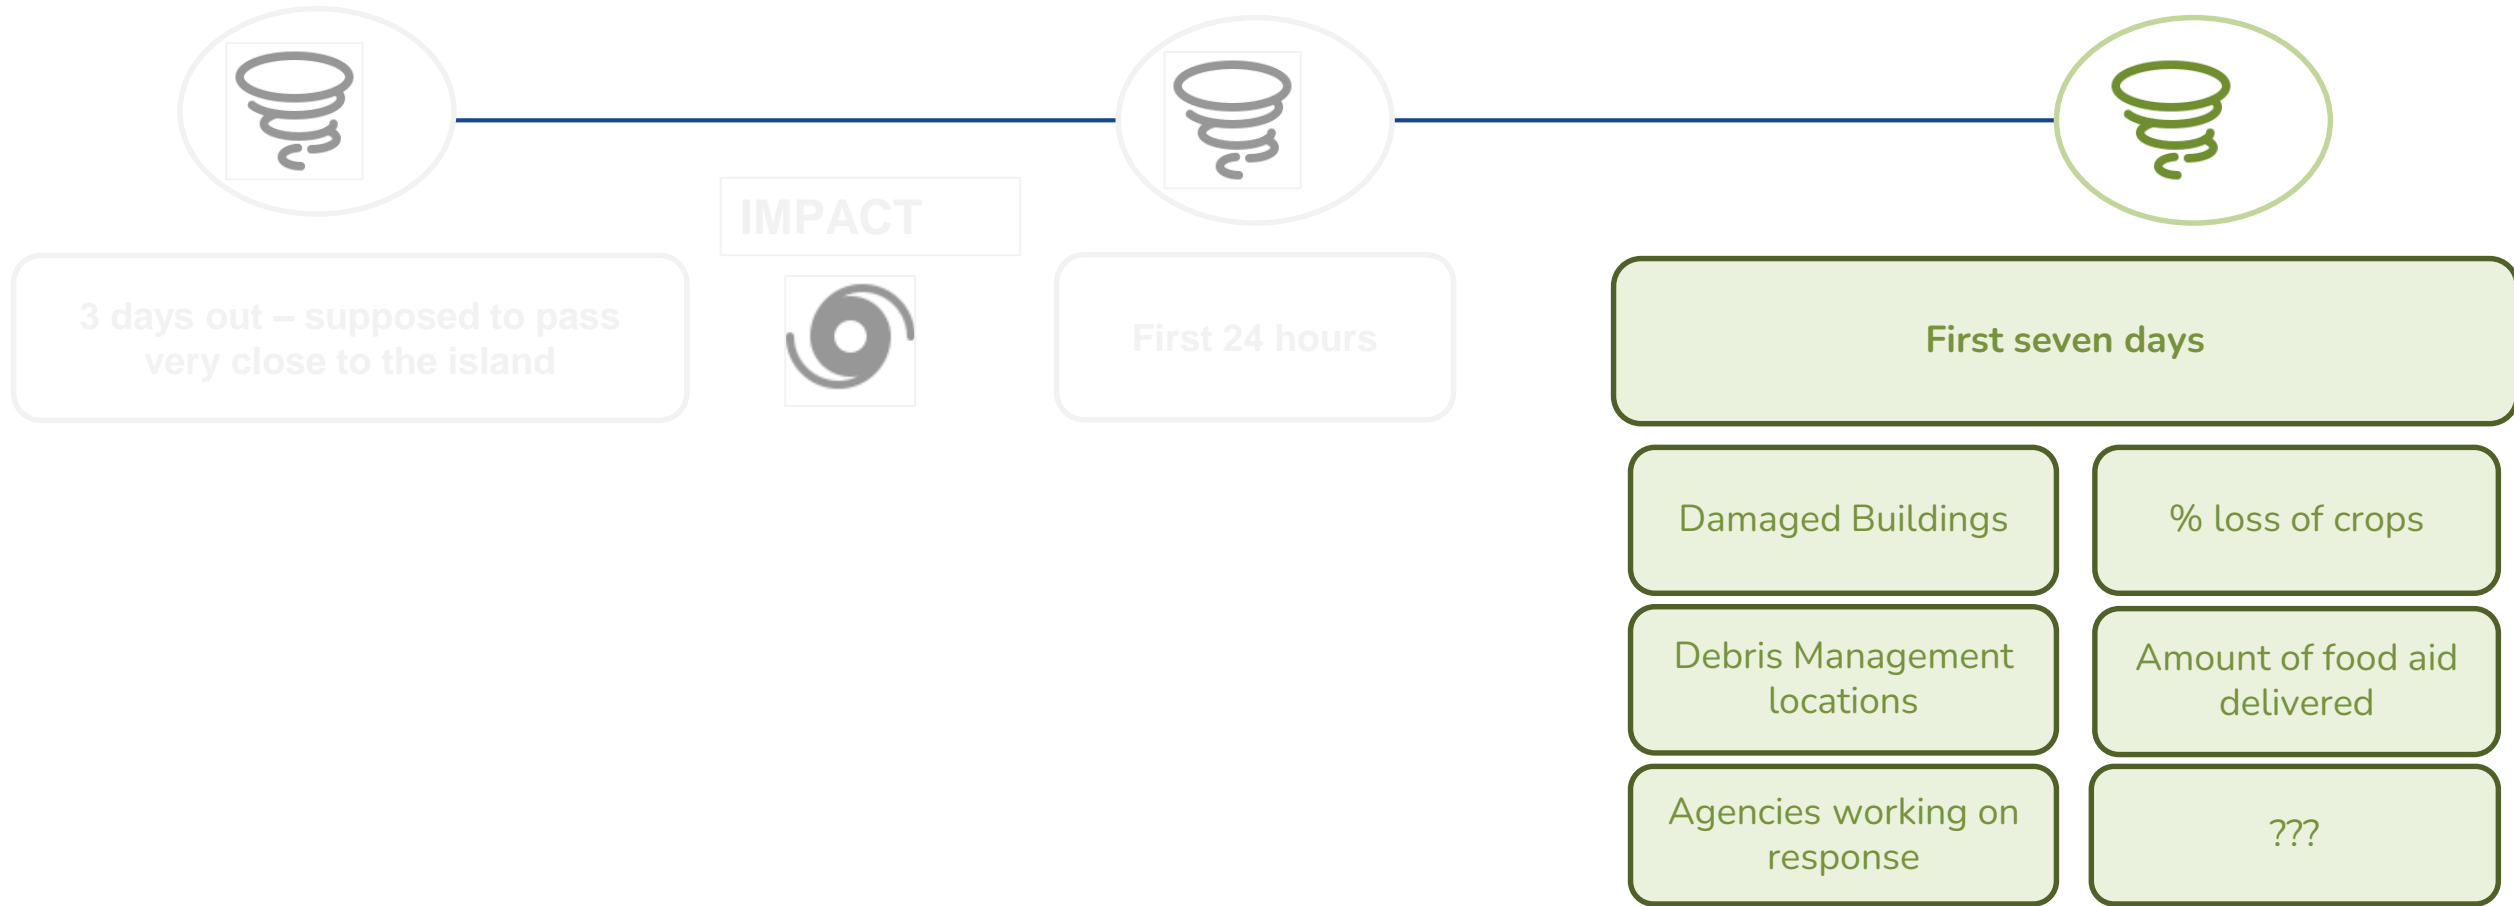 IMPACT
3 days out – supposed to pass
very close to the island
First 24 hours
First seven days
Damaged Buildings
% loss of crops
Debris Management
locations
Amount of food aid
delivered
Agencies working on
response
???